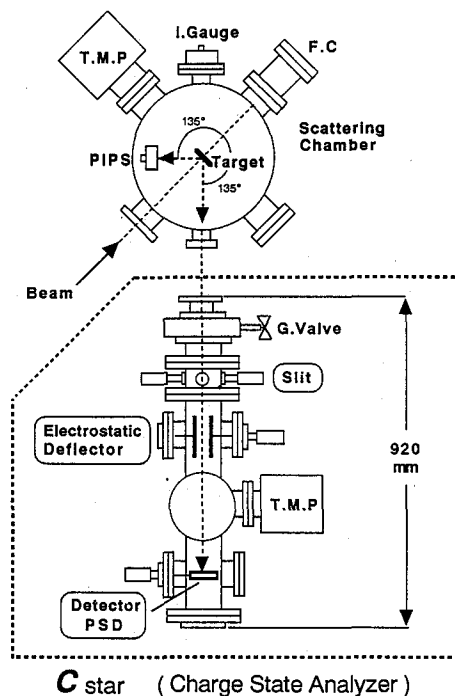 I.Gauge
T.M.P
F.C
135°
Scattering
Chamber
PIPS
Target
135°
Beam
G.Valve
Slit
Electrostatic
Deflector
920
mm
T.M.P
Detector
PSD
C star ( Charge State Analyzer )